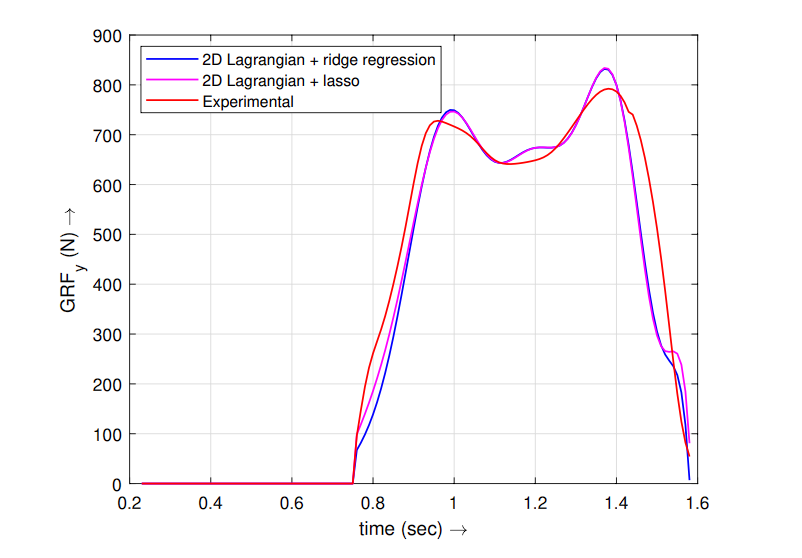 900
800
700
600
500
400
300
200
100
0
GRFy (N) →
2D Lagrangian + ridge regression
2D Lagrangian + lasso
Experimental
0.2 0.4 0.6 0.8 1 1.2 1.4 1.6
time (sec) →